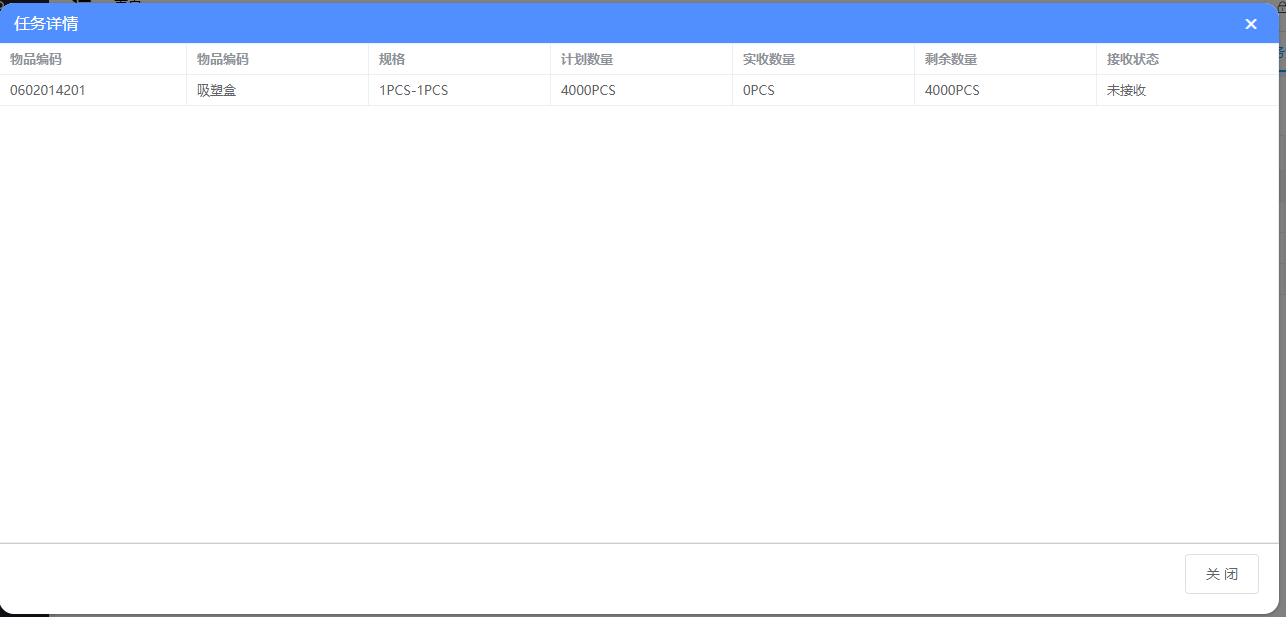 任务详情
物品编码 物品编码 规格 计划数量 实收数量 剩余数量 接收状态
0602014201 吸塑盒 1PCS-1PCS 4000PCS 0PCS 4000PCS 未接收
关 闭